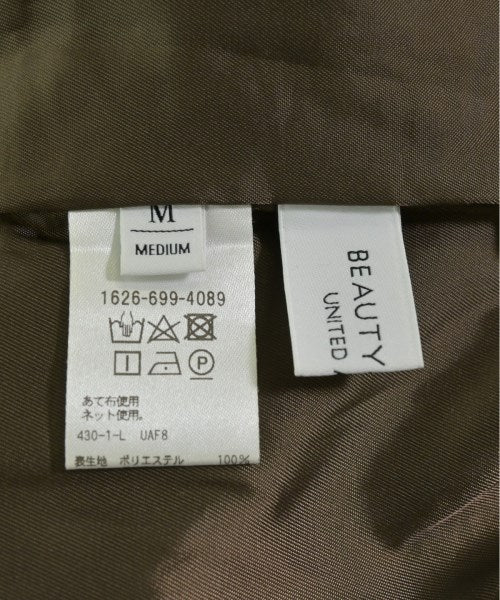 M
MEDIUM
1626-699-4089
あて布使用
ネット使用。
430-1-L UAF8
表生地 ポリエステル 100%
BEAUTY
UNITED